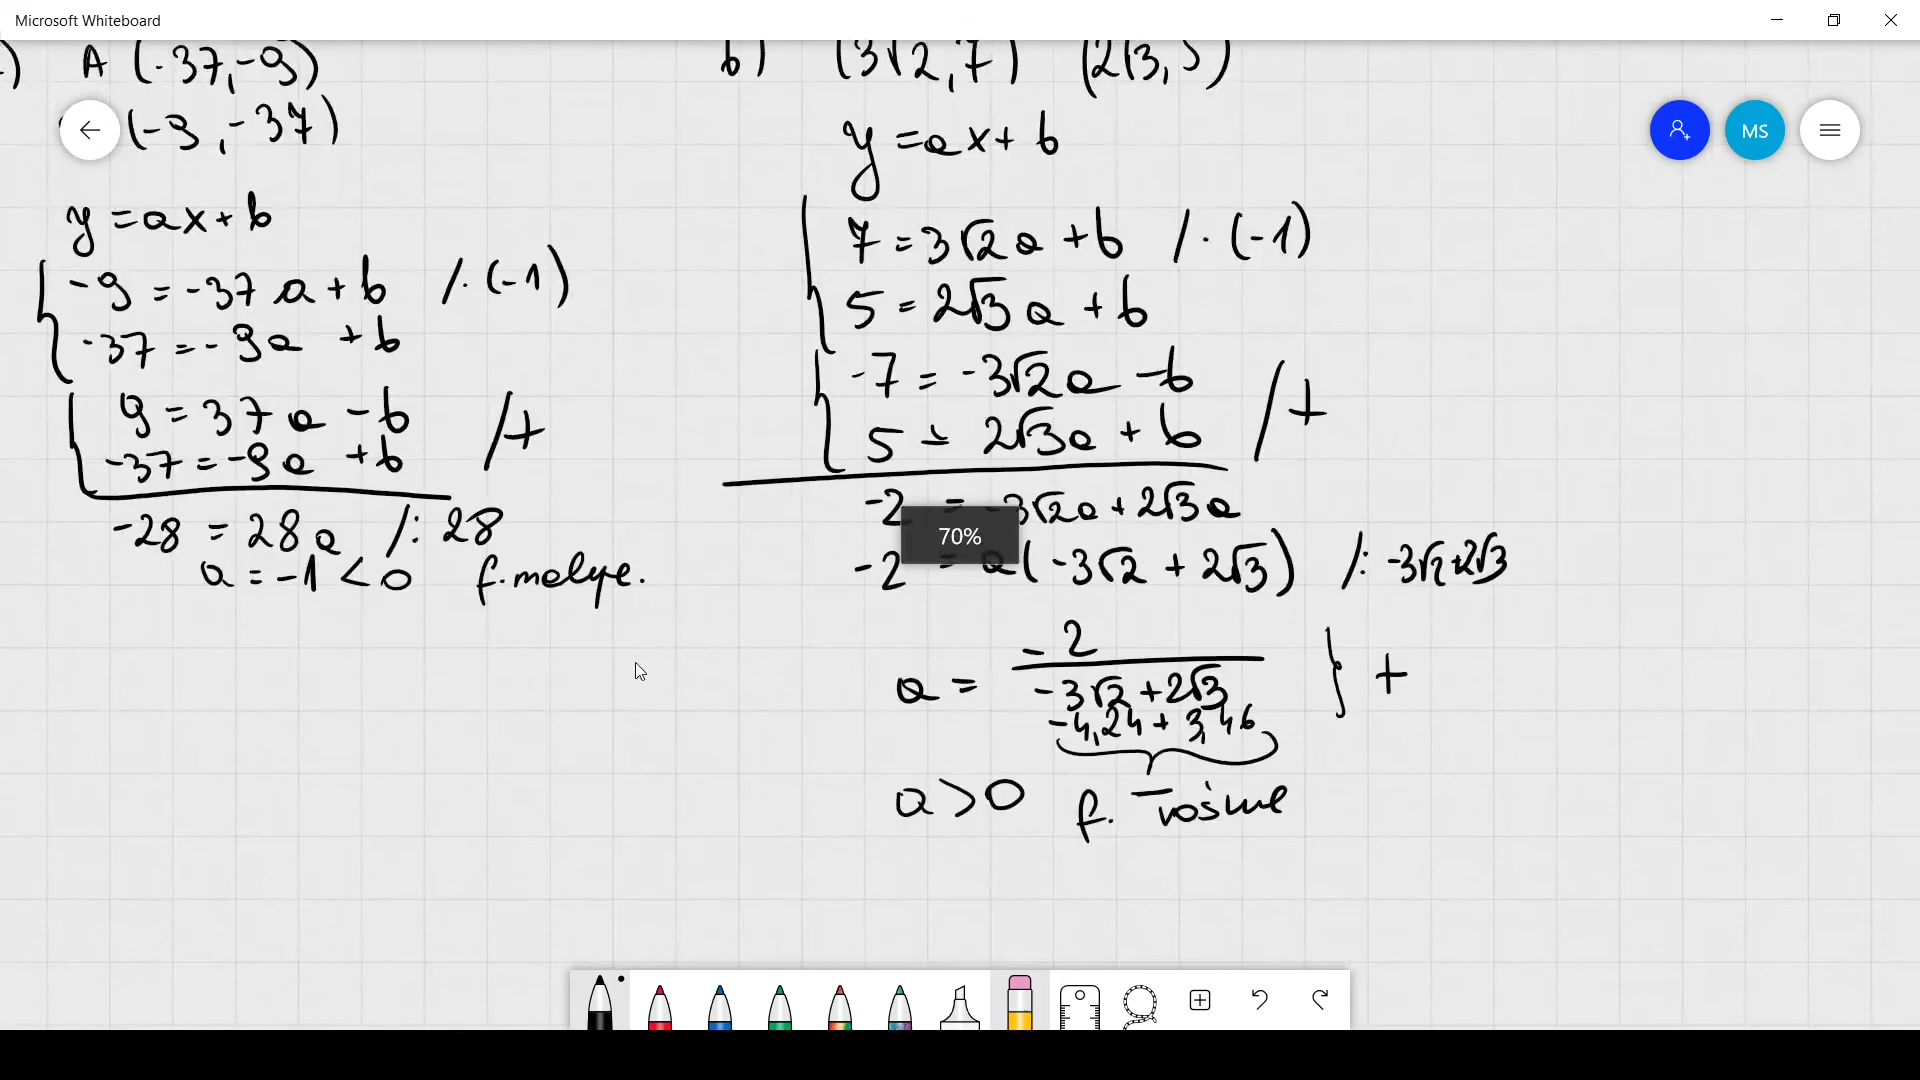 Microsoft Whiteboard
) A (-37,-9)
(-9,-37)
y = ax + b
-9 = -37a + b /·(-1)
-37 = -9a + b
9 = 37a - b /+
-37 = -9a + b
-28 = 28a /:28
a = -1 < 0 f. maleje.
b) (3√2,7) (2√3,5)
y = ax + b
7 = 3√2a + b /·(-1)
5 = 2√3a + b
-7 = -3√2a - b /+
5 = 2√3a + b
-2 = -3√2a + 2√3a
-2 = a(-3√2 + 2√3) /: -3√2+2√3
-2
a = } +
-3√2 + 2√3
-4,24 + 3,46
-
a > 0 f. rośnie
70%
MS